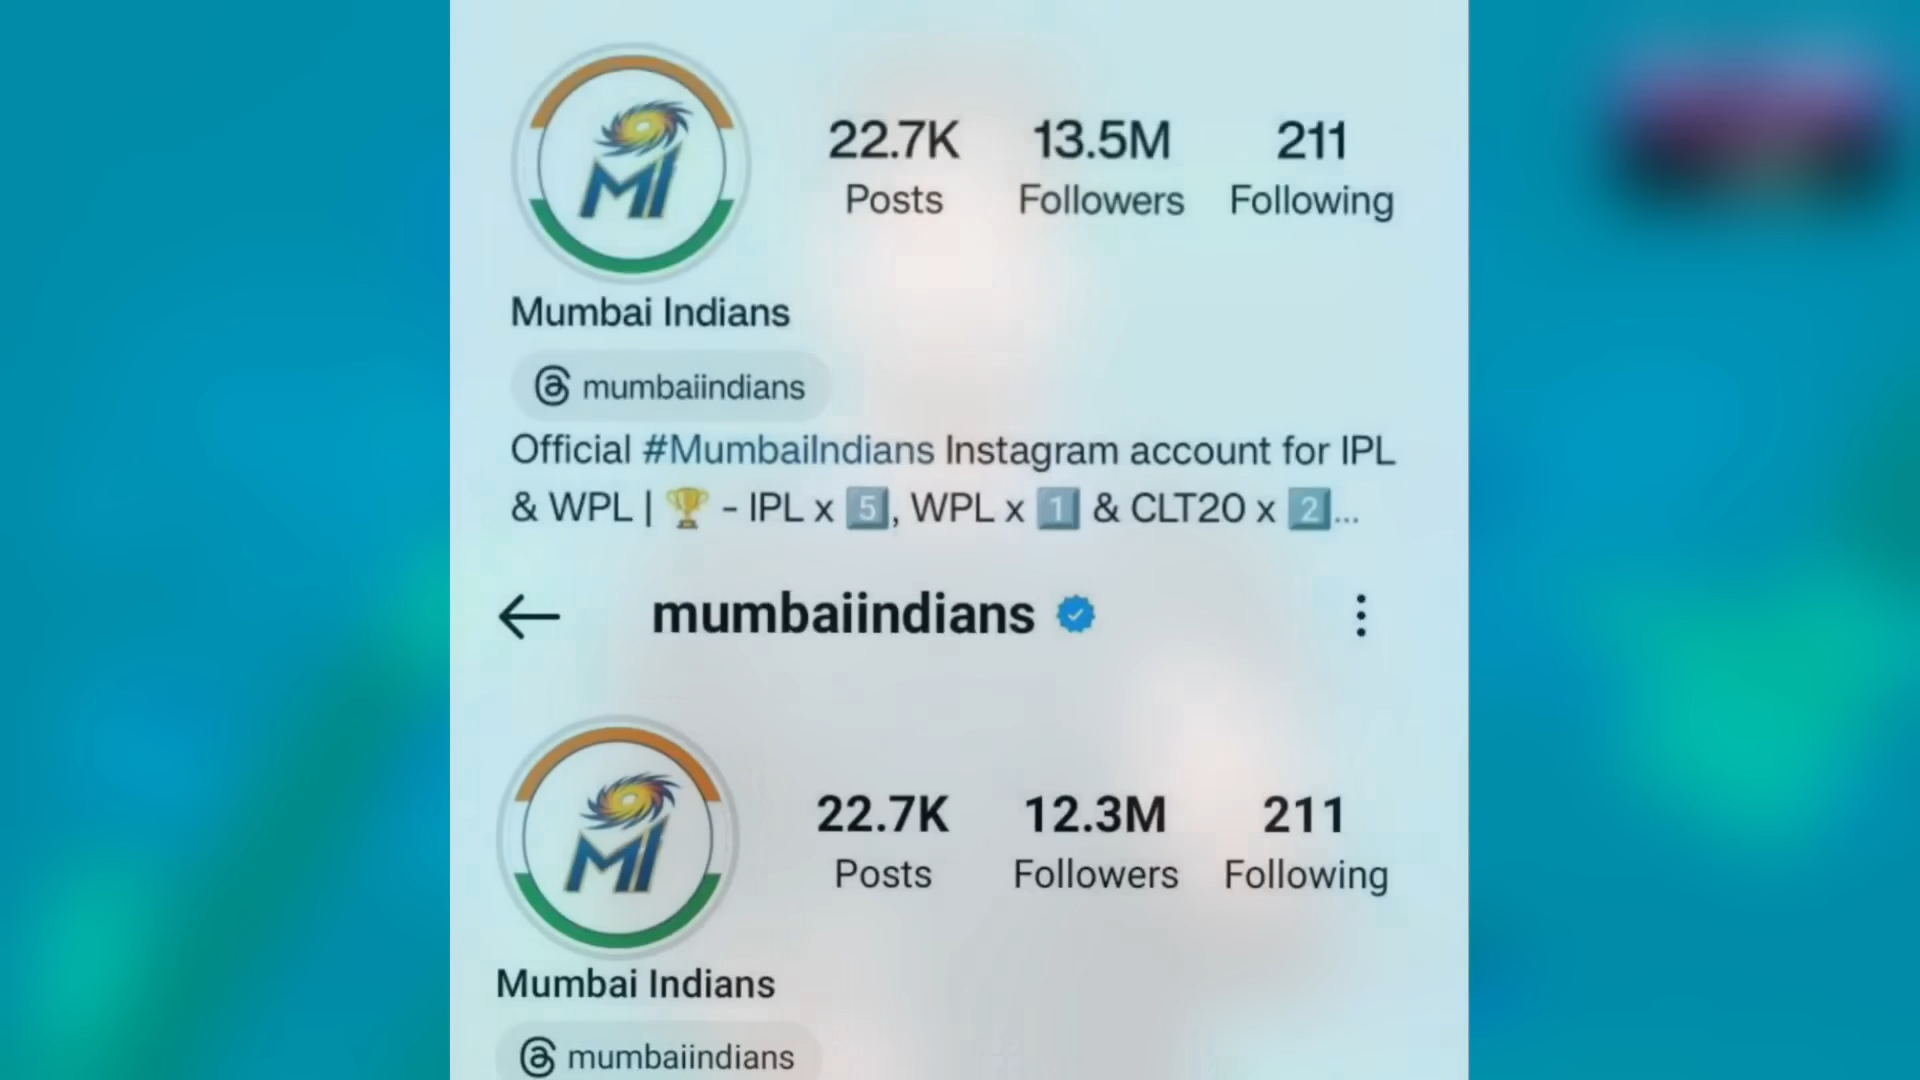 22.7K 13.5M 211
Posts Followers Following
MI
Mumbai Indians
mumbaiindians
Official #MumbaiIndians Instagram account for IPL
& WPL | 🏆 - IPL x 5️⃣, WPL x 1️⃣ & CLT20 x 2️⃣...
mumbaiindians
22.7K 12.3M 211
Posts Followers Following
MI
Mumbai Indians
mumbaiindians